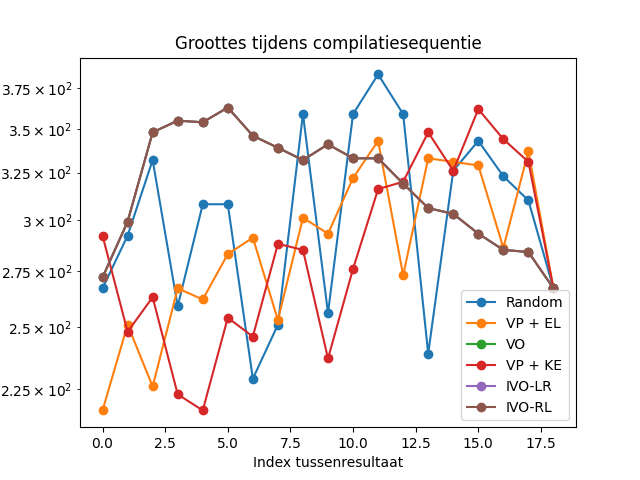 Groottes tijdens compilatiesequentie
3.75 × 10²
3.5 × 10²
3.25 × 10²
3 × 10²
2.75 × 10²
2.5 × 10²
2.25 × 10²
Random
VP + EL
VO
VP + KE
IVO-LR
IVO-RL
0.0 2.5 5.0 7.5 10.0 12.5 15.0 17.5
Index tussenresultaat